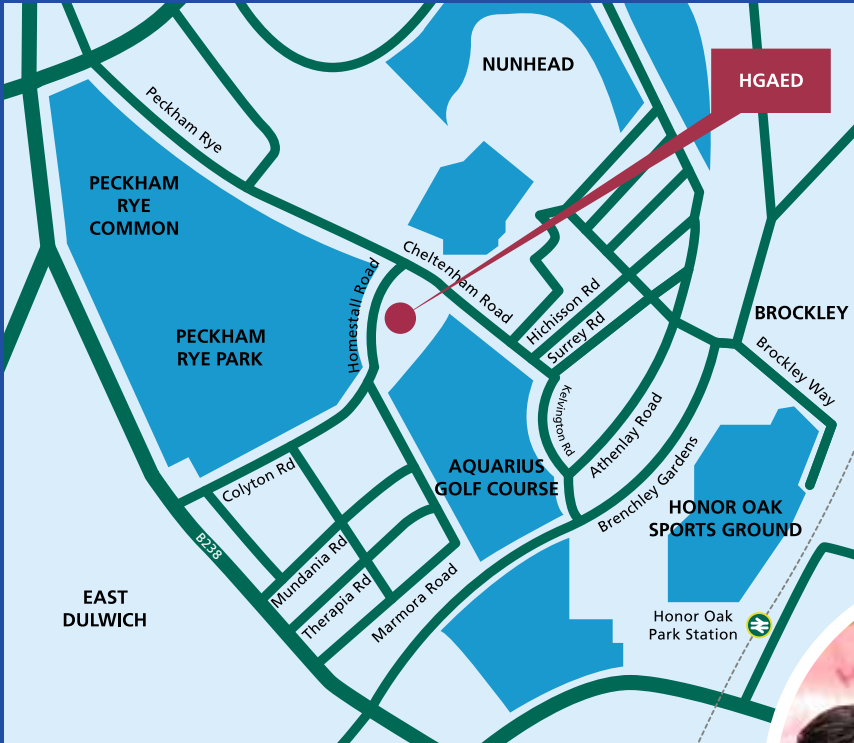 NUNHEAD
HGAED
Peckham Rye
PECKHAM
RYE
COMMON
Cheltenham Road
Homestall Road
PECKHAM
RYE PARK
Hichisson Rd
Surrey Rd
BROCKLEY
Brockley Way
Kelvington Rd
Athenlay Road
AQUARIUS
GOLF COURSE
Brenchley Gardens
Colyton Rd
HONOR OAK
SPORTS GROUND
B238
Mundania Rd
Therapia Rd
Marmora Road
EAST
DULWICH
Honor Oak
Park Station